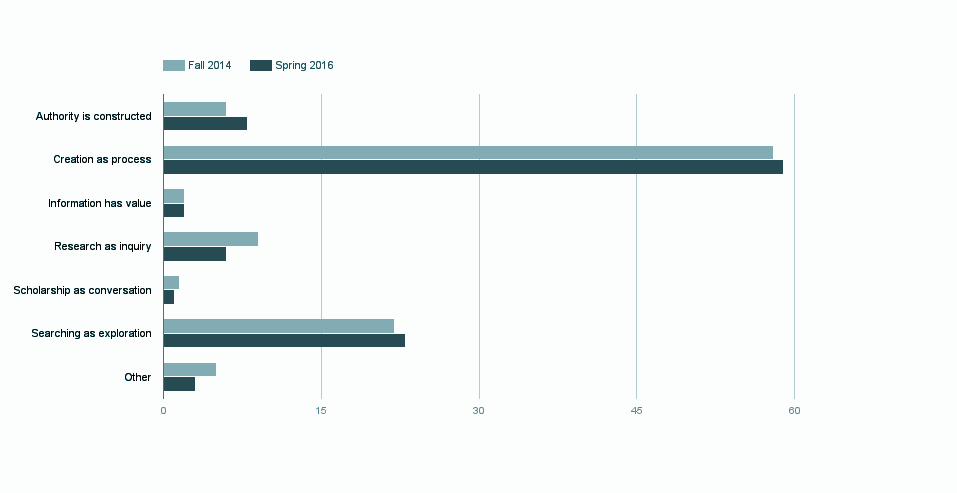 Fall 2014 Spring 2016
Authority is constructed
Creation as process
Information has value
Research as inquiry
Scholarship as conversation
Searching as exploration
Other
0 15 30 45 60